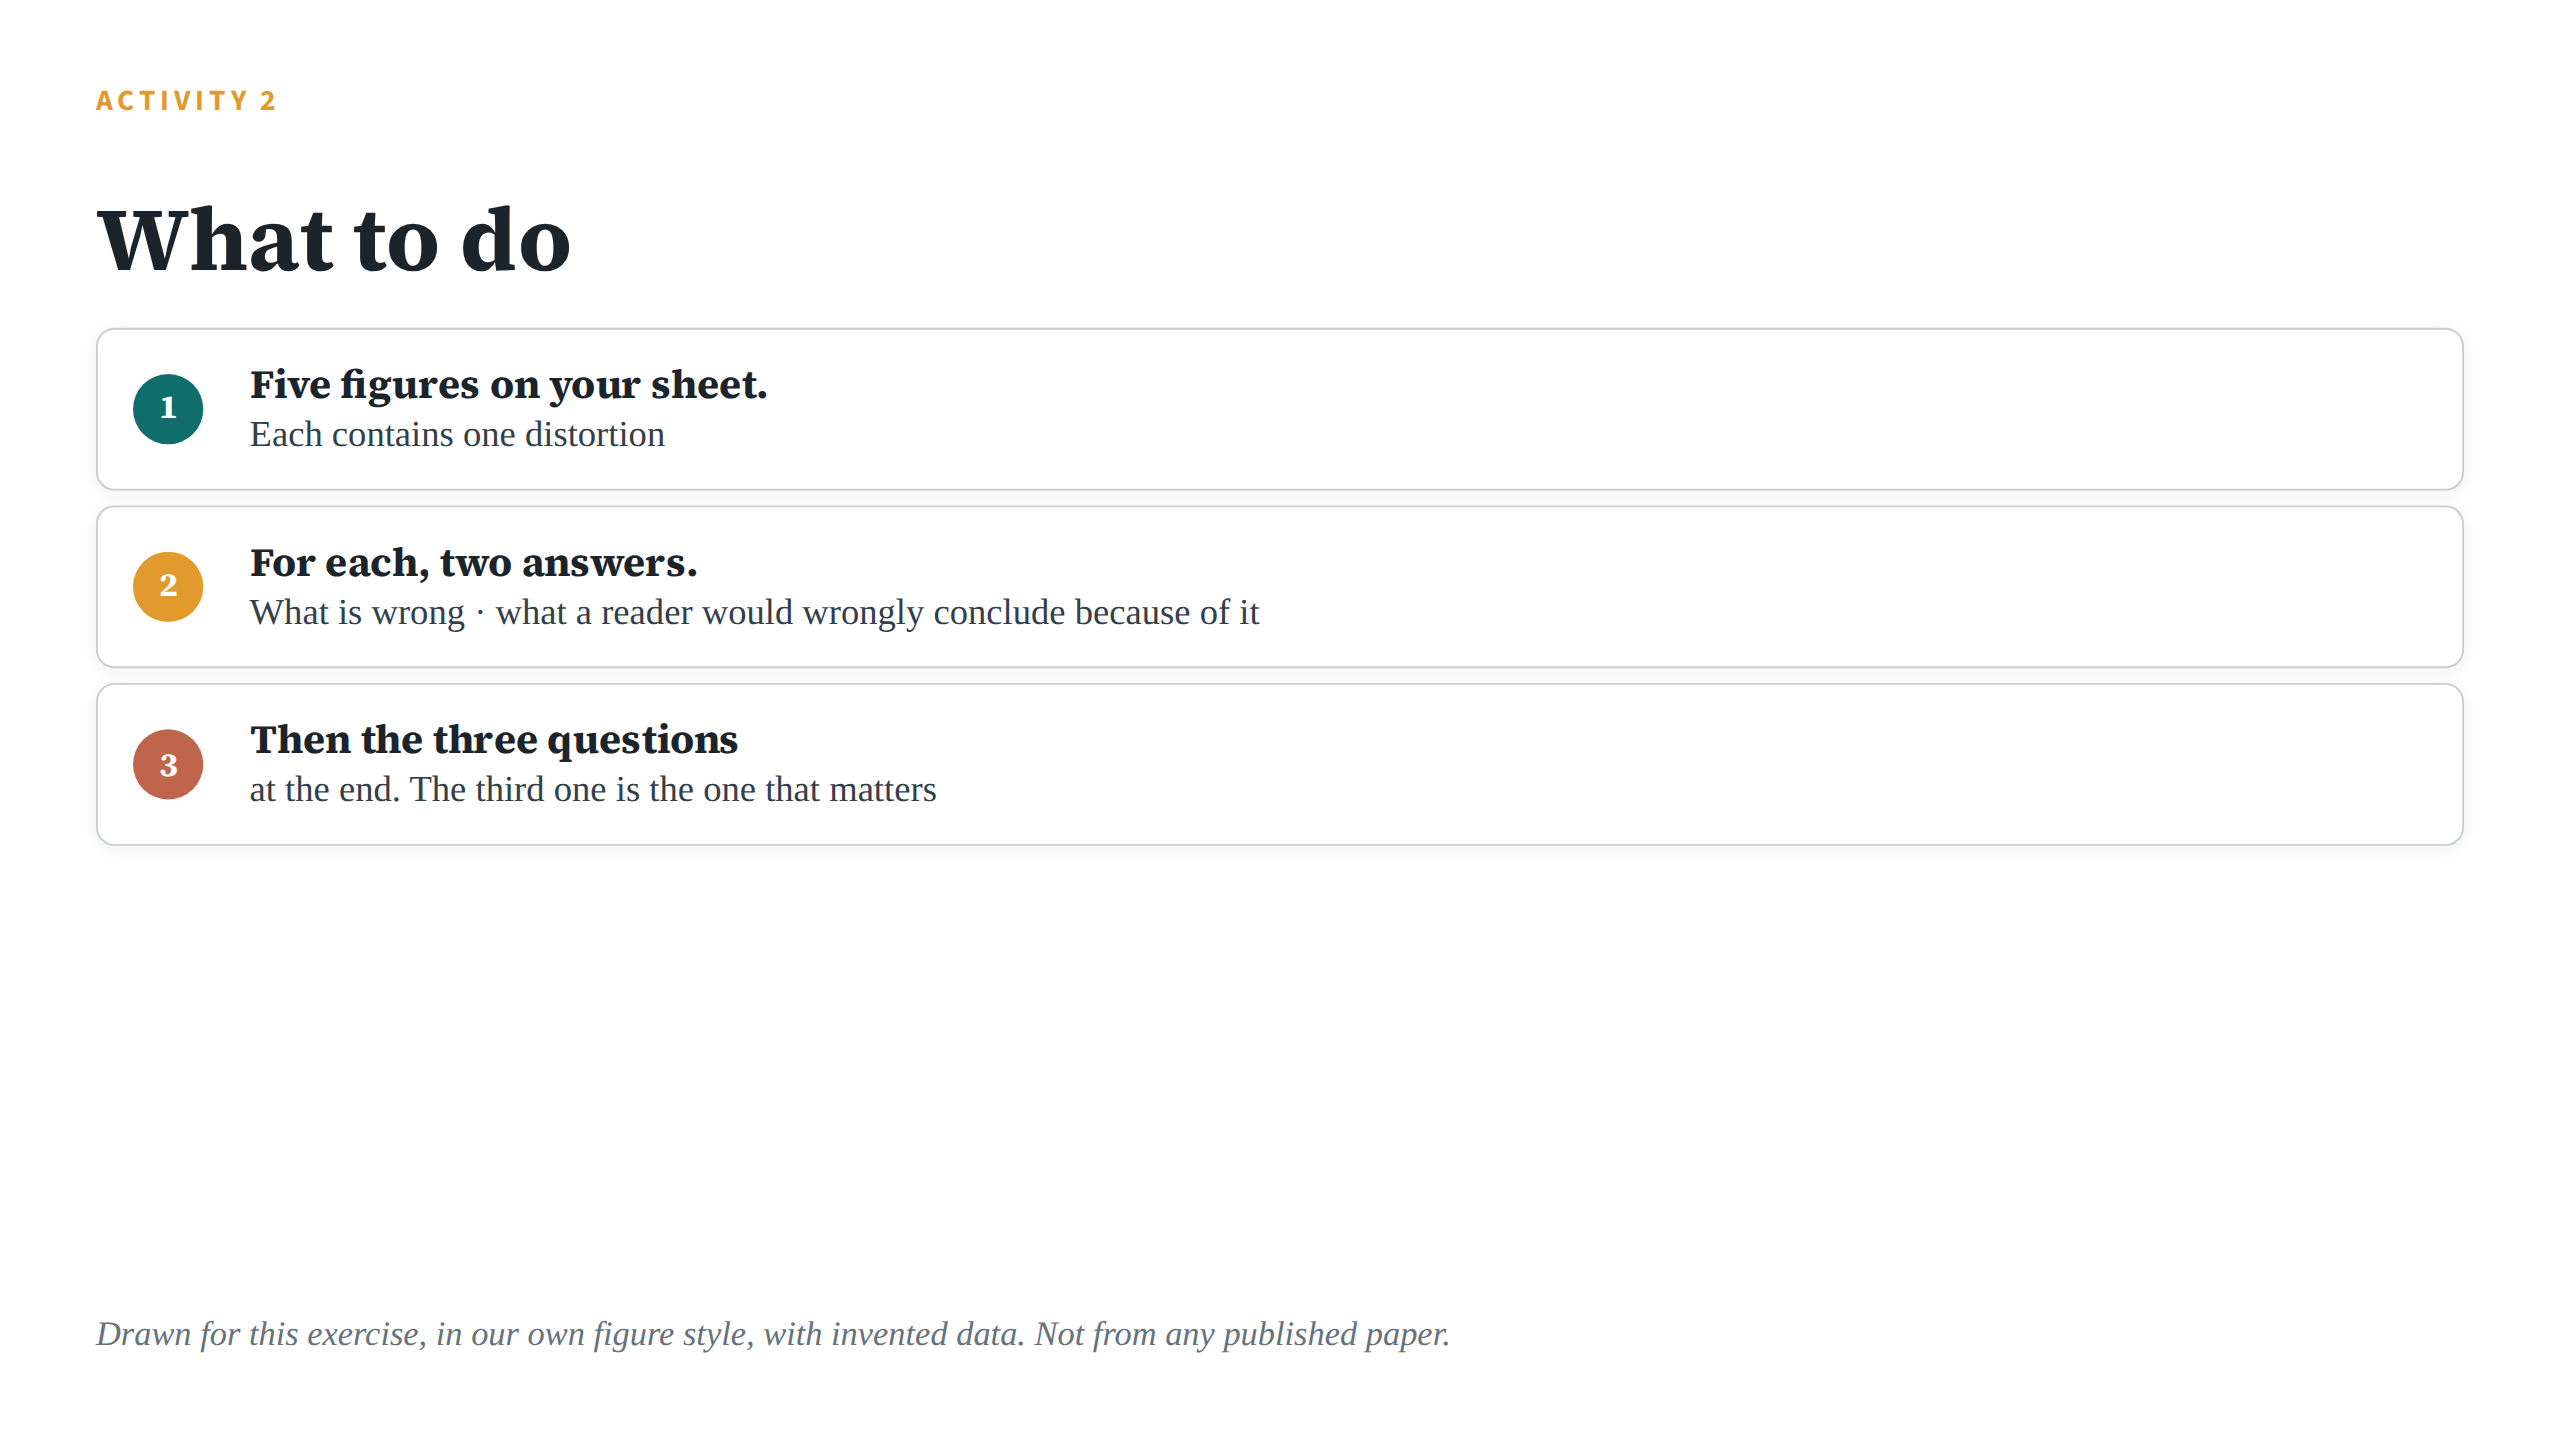 ACTIVITY 2
What to do
1
Five figures on your sheet.
Each contains one distortion
2
For each, two answers.
What is wrong · what a reader would wrongly conclude because of it
3
Then the three questions
at the end. The third one is the one that matters
Drawn for this exercise, in our own figure style, with invented data. Not from any published paper.